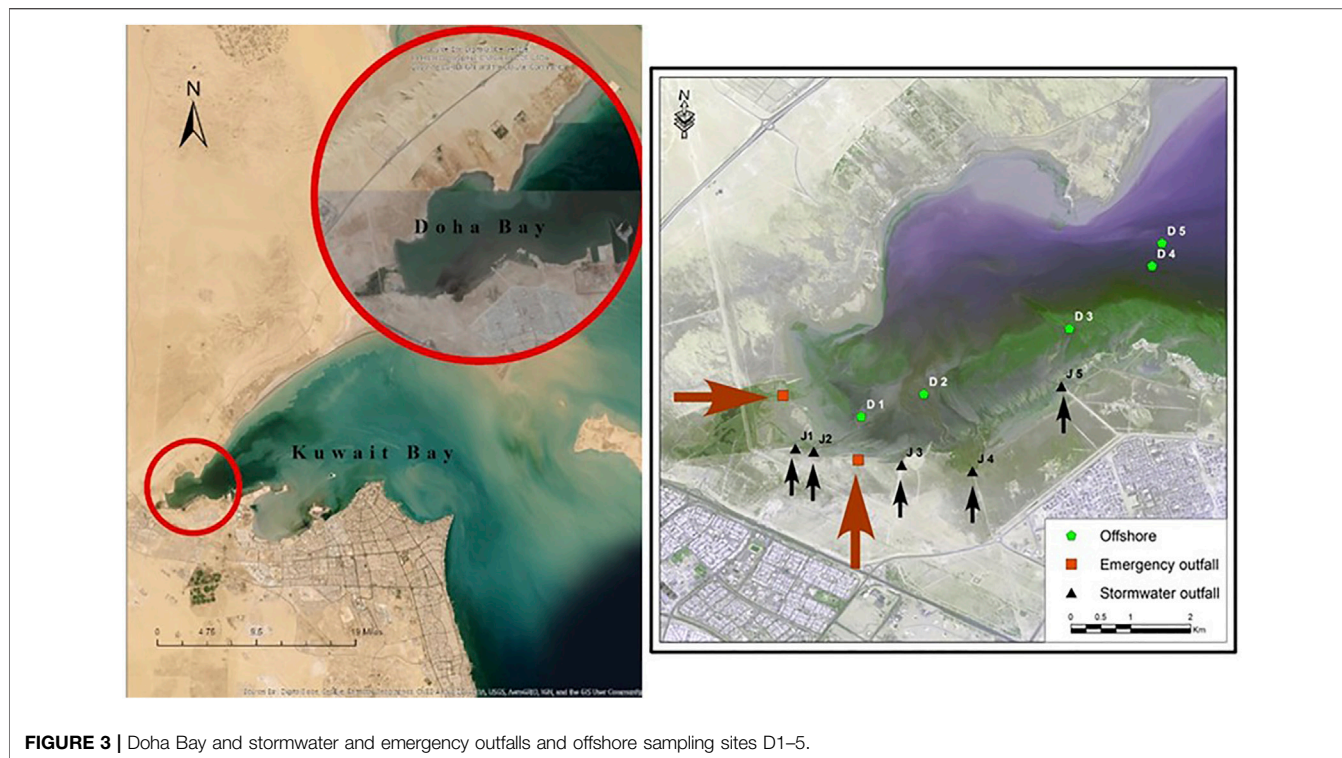 N
Doha Bay
Kuwait Bay
0 4.75 9.5 19 Miles
N
D 5
D 4
D 3
D 2
D 1
J 5
J1
J2
J 3
J 4
Offshore
Emergency outfall
Stormwater outfall
0 0.5 1 2
Km
FIGURE 3 | Doha Bay and stormwater and emergency outfalls and offshore sampling sites D1–5.